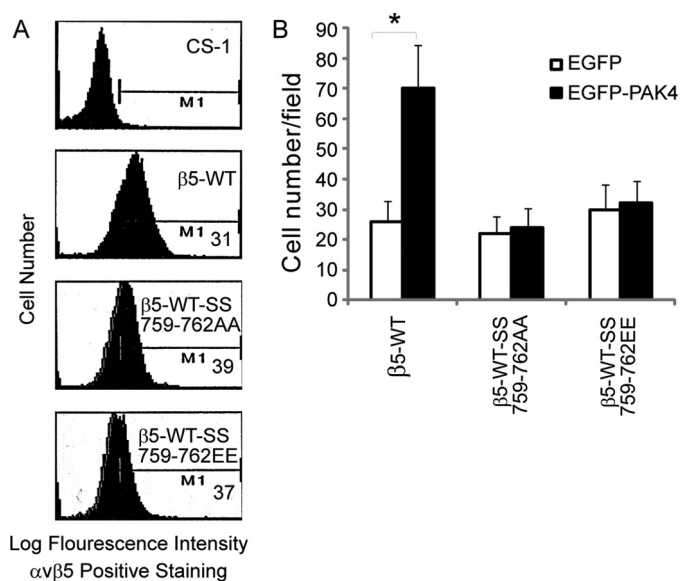 A
CS-1
M1
β5-WT
M1
31
β5-WT-SS
759-762AA
M1
39
β5-WT-SS
759-762EE
M1
37
Cell Number
Log Flourescence Intensity
αvβ5 Positive Staining
B
*
EGFP
EGFP-PAK4
Cell number/field
90
80
70
60
50
40
30
20
10
0
β5-WT
β5-WT-SS
759-762AA
β5-WT-SS
759-762EE